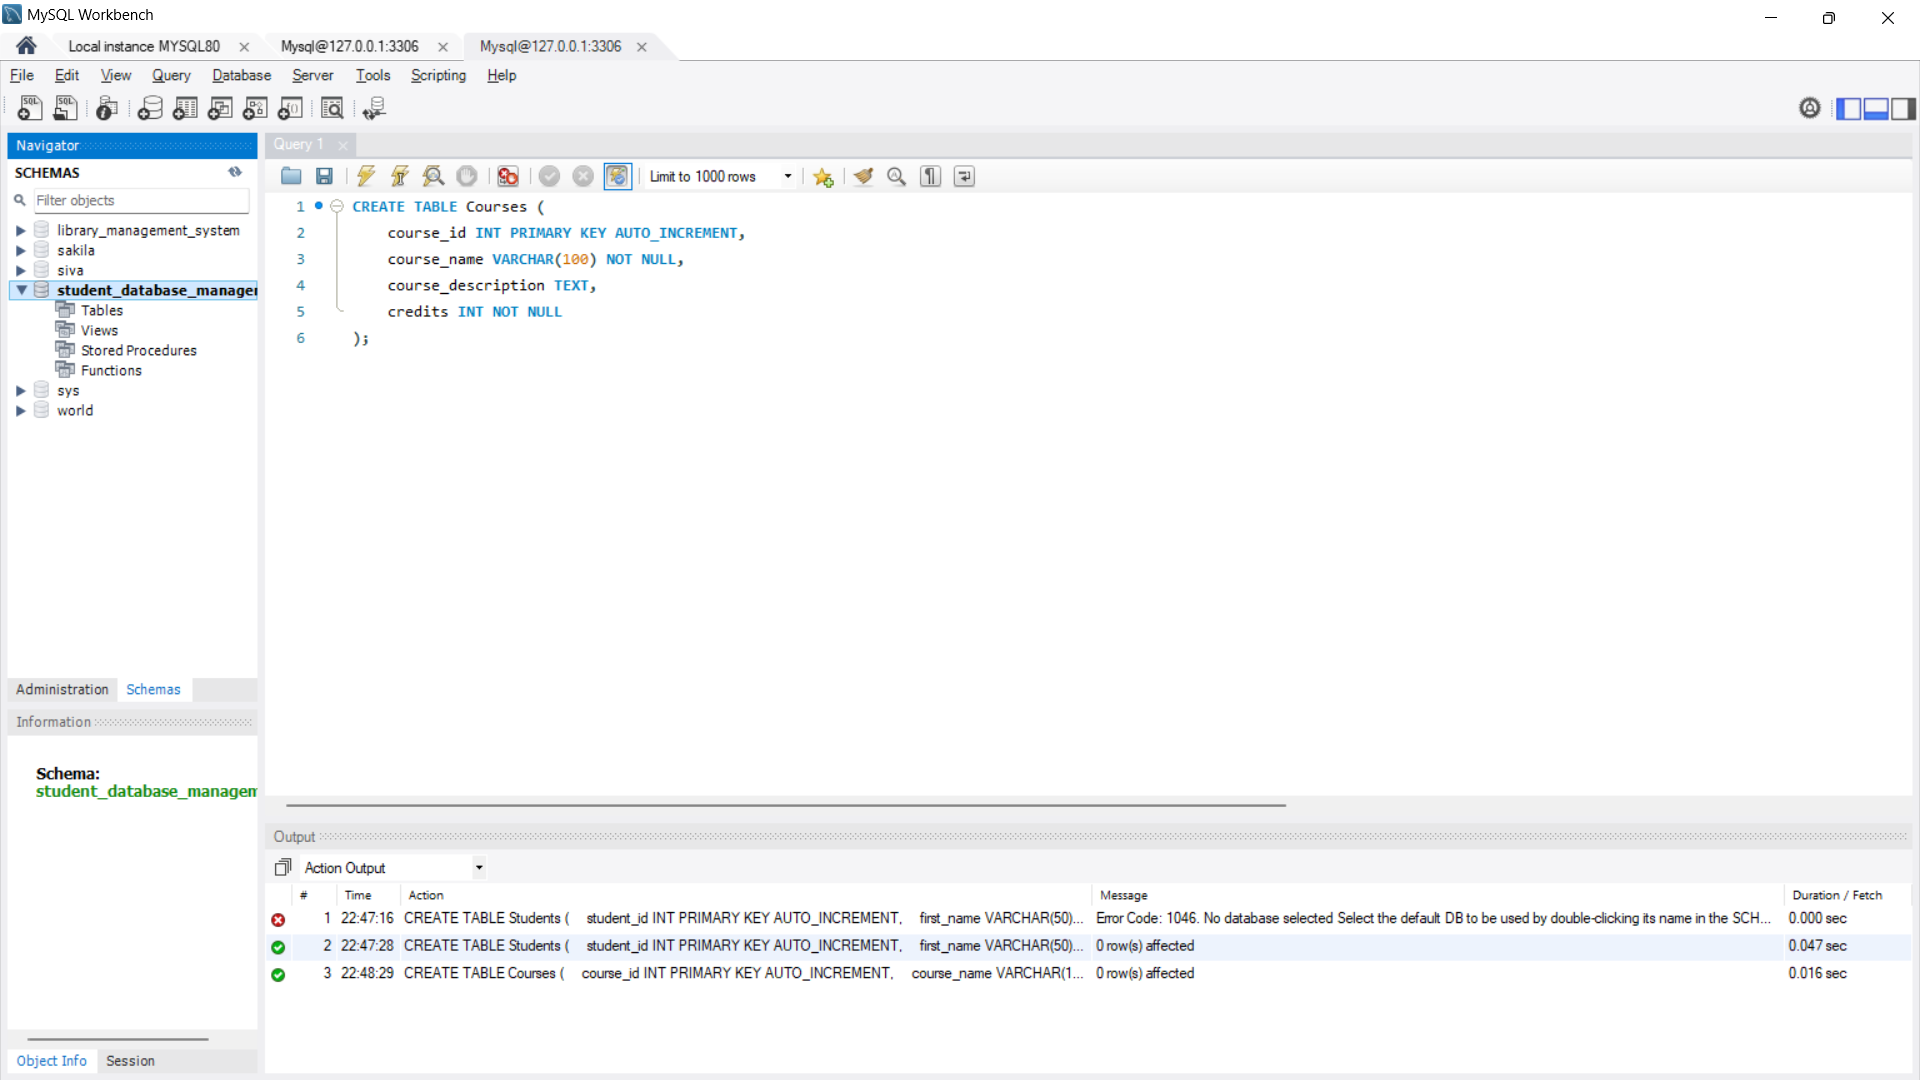 MySQL Workbench
Local instance MYSQL80
Mysql@127.0.0.1:3306
Mysql@127.0.0.1:3306
File Edit View Query Database Server Tools Scripting Help
Navigator
SCHEMAS
Filter objects
library_management_system
sakila
siva
student_database_manager
Tables
Views
Stored Procedures
Functions
sys
world
Administration Schemas
Information
Schema:
student_database_managem
Object Info Session
Query 1
Limit to 1000 rows
1 CREATE TABLE Courses (
2 course_id INT PRIMARY KEY AUTO_INCREMENT,
3 course_name VARCHAR(100) NOT NULL,
4 course_description TEXT,
5 credits INT NOT NULL
6 );
Output
Action Output
# Time Action Message Duration / Fetch
1 22:47:16 CREATE TABLE Students ( student_id INT PRIMARY KEY AUTO_INCREMENT, first_name VARCHAR(50)... Error Code: 1046. No database selected Select the default DB to be used by double-clicking its name in the SCH... 0.000 sec
2 22:47:28 CREATE TABLE Students ( student_id INT PRIMARY KEY AUTO_INCREMENT, first_name VARCHAR(50)... 0 row(s) affected 0.047 sec
3 22:48:29 CREATE TABLE Courses ( course_id INT PRIMARY KEY AUTO_INCREMENT, course_name VARCHAR(1... 0 row(s) affected 0.016 sec